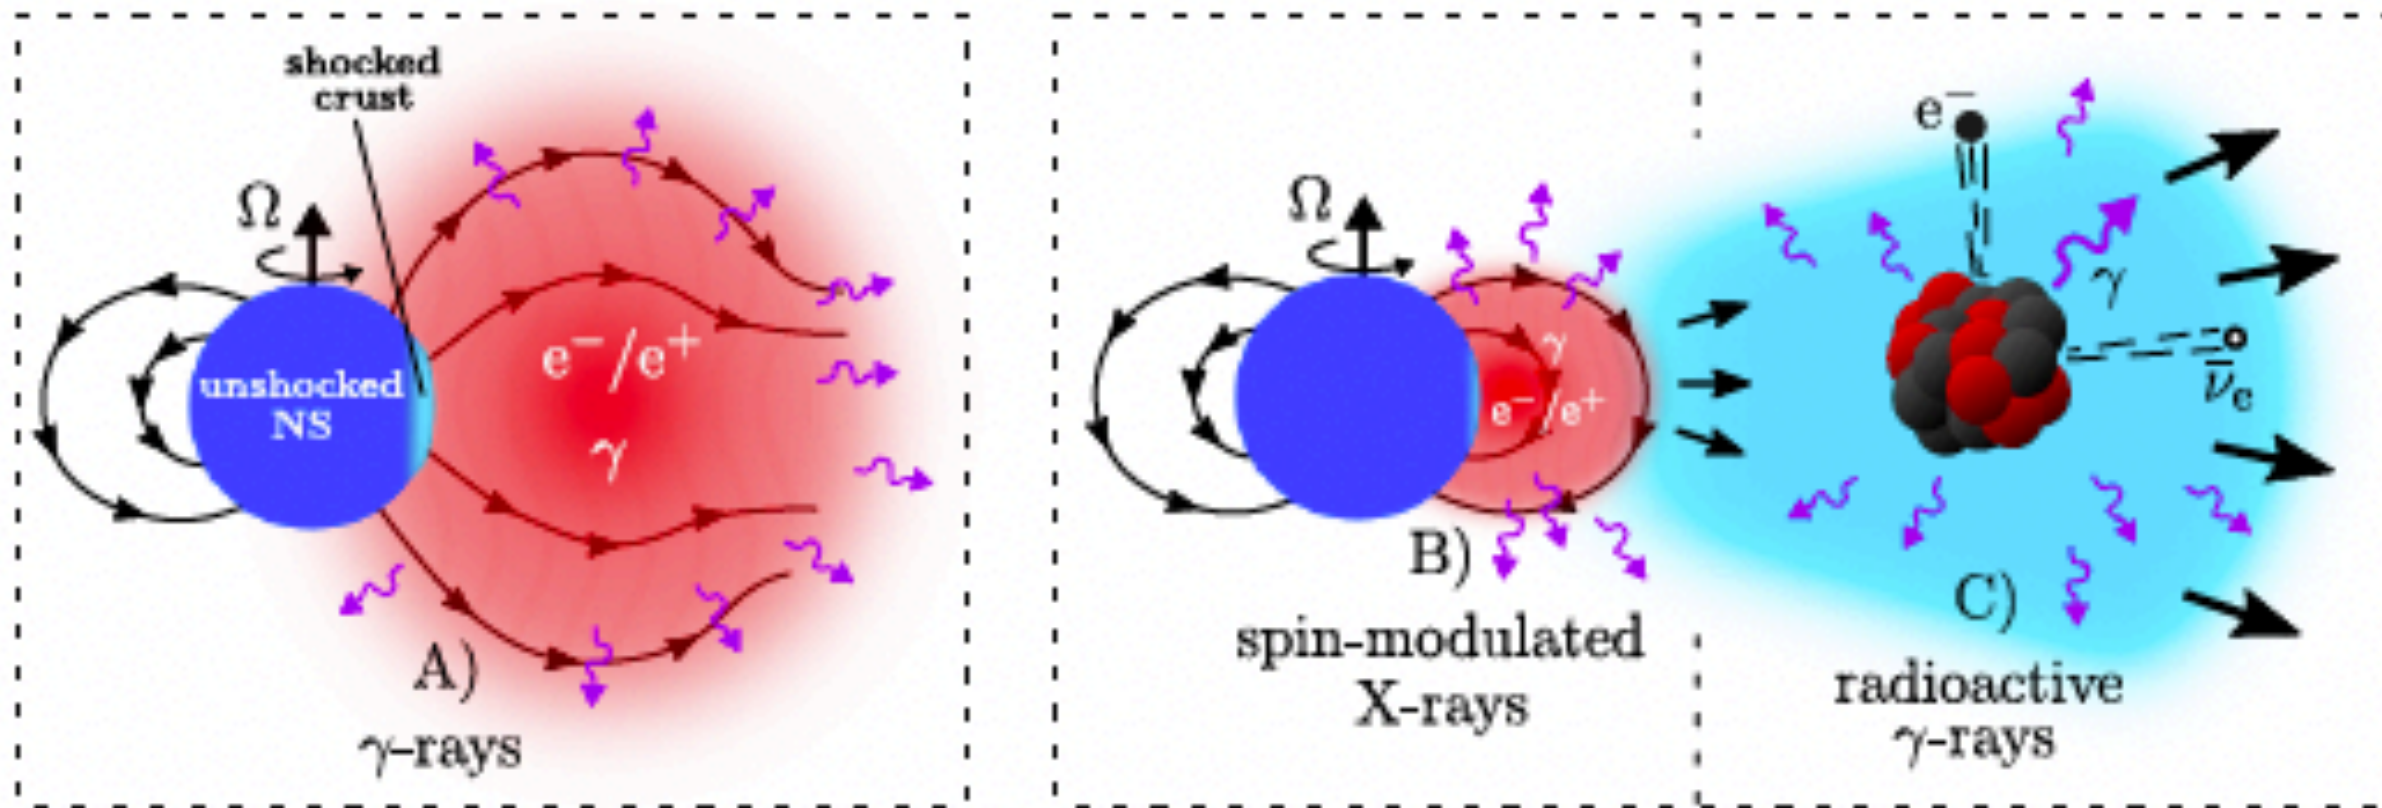 shocked
crust
Ω
unshocked
NS
e⁻/e⁺
γ
A)
γ-rays
Ω
γ
e⁻/e⁺
B)
spin-modulated
X-rays
e⁻
γ
ν̄ₑ
C)
radioactive
γ-rays